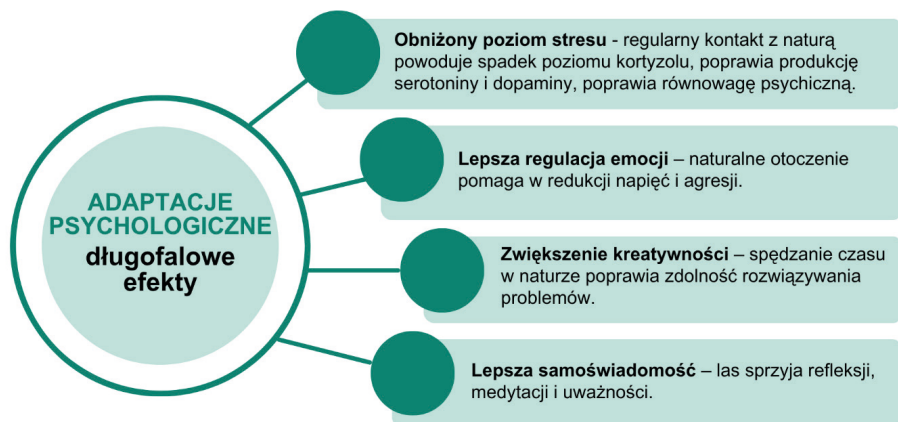 ADAPTACJE
PSYCHOLOGICZNE
długofalowe
efekty
Obniżony poziom stresu - regularny kontakt z naturą
powoduje spadek poziomu kortyzolu, poprawia produkcję
serotoniny i dopaminy, poprawia równowagę psychiczną.
Lepsza regulacja emocji – naturalne otoczenie
pomaga w redukcji napięć i agresji.
Zwiększenie kreatywności – spędzanie czasu
w naturze poprawia zdolność rozwiązywania
problemów.
Lepsza samoświadomość – las sprzyja refleksji,
medytacji i uważności.